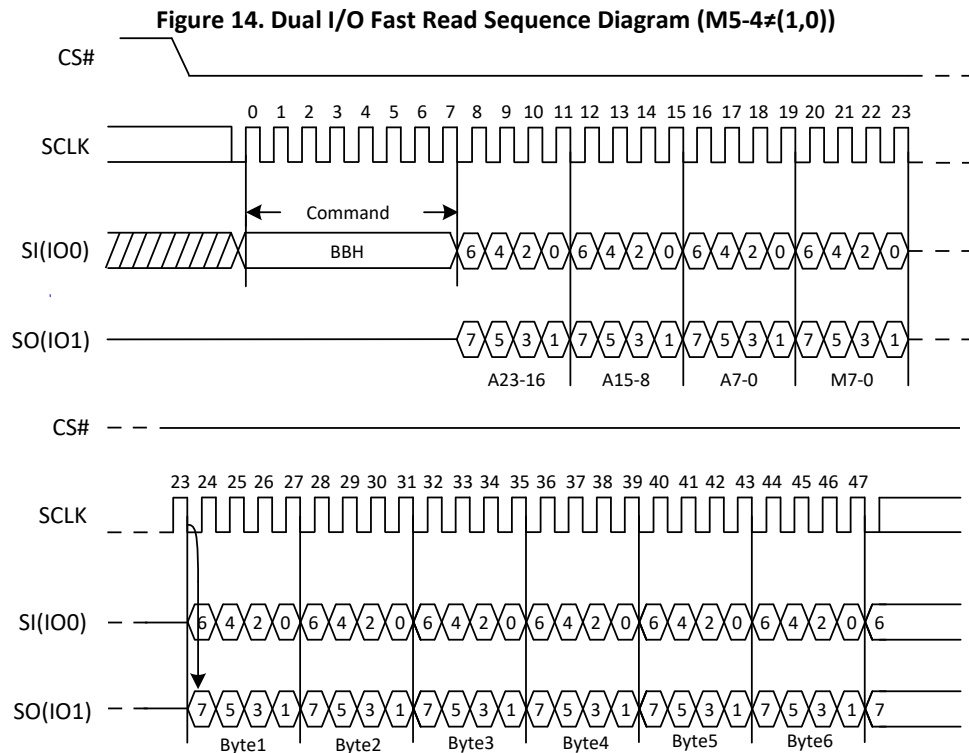 Figure 14. Dual I/O Fast Read Sequence Diagram (M5-4≠(1,0))
CS#
0 1 2 3 4 5 6 7 8 9 10 11 12 13 14 15 16 17 18 19 20 21 22 23
SCLK
Command
SI(IO0) BBH 6 4 2 0 6 4 2 0 6 4 2 0 6 4 2 0
SO(IO1) 7 5 3 1 7 5 3 1 7 5 3 1 7 5 3 1
A23-16 A15-8 A7-0 M7-0
CS#
23 24 25 26 27 28 29 30 31 32 33 34 35 36 37 38 39 40 41 42 43 44 45 46 47
SCLK
SI(IO0) 6 4 2 0 6 4 2 0 6 4 2 0 6 4 2 0 6 4 2 0 6 4 2 0 6
SO(IO1) 7 5 3 1 7 5 3 1 7 5 3 1 7 5 3 1 7 5 3 1 7 5 3 1 7
Byte1 Byte2 Byte3 Byte4 Byte5 Byte6